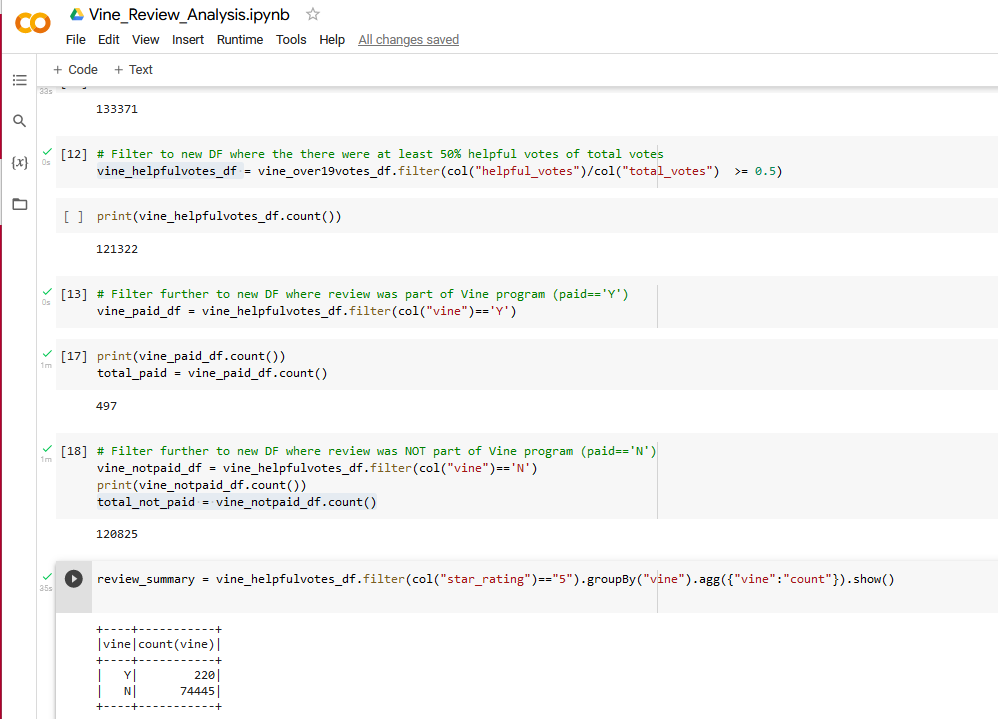 Vine_Review_Analysis.ipynb
File Edit View Insert Runtime Tools Help All changes saved
+ Code + Text
33s
133371
[12] # Filter to new DF where the there were at least 50% helpful votes of total votes
0s
vine_helpfulvotes_df = vine_over19votes_df.filter(col("helpful_votes")/col("total_votes")  >= 0.5)
{x}
[ ] print(vine_helpfulvotes_df.count())
121322
[13] # Filter further to new DF where review was part of Vine program (paid=='Y')
0s
vine_paid_df = vine_helpfulvotes_df.filter(col("vine")=='Y')
[17] print(vine_paid_df.count())
1m
total_paid = vine_paid_df.count()
497
[18] # Filter further to new DF where review was NOT part of Vine program (paid=='N')
1m
vine_notpaid_df = vine_helpfulvotes_df.filter(col("vine")=='N')
print(vine_notpaid_df.count())
total_not_paid = vine_notpaid_df.count()
120825
review_summary = vine_helpfulvotes_df.filter(col("star_rating")=="5").groupBy("vine").agg({"vine":"count"}).show()
35s
+----+-----------+
|vine|count(vine)|
+----+-----------+
|   Y|        220|
|   N|      74445|
+----+-----------+